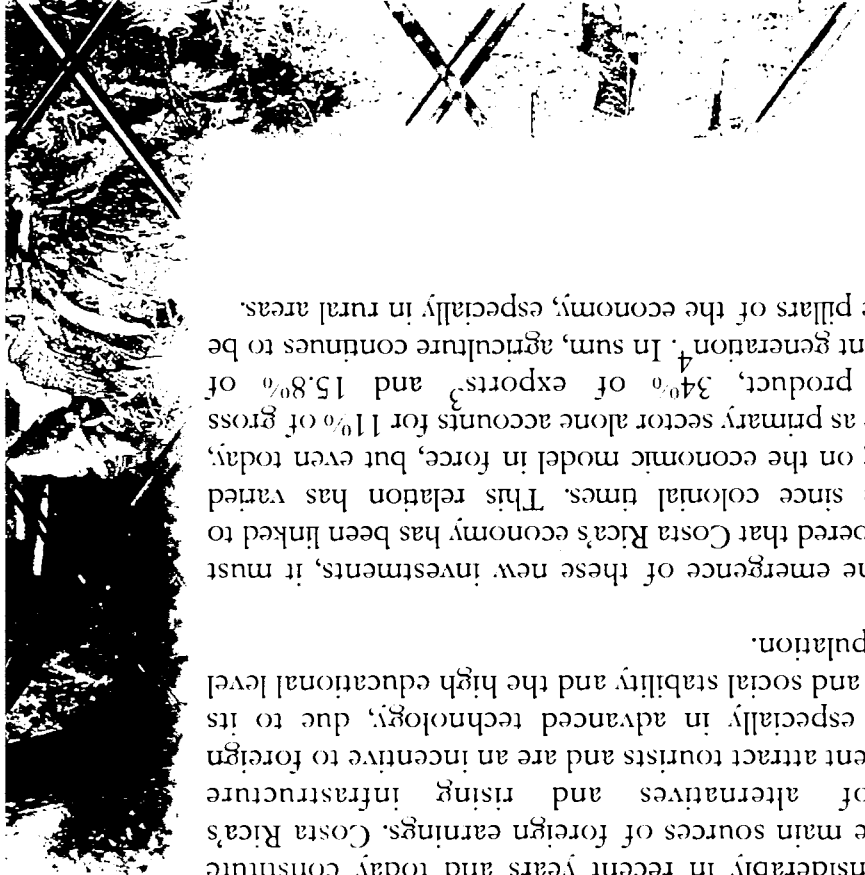 nsiderably in recent years and today constitute
e main sources of foreign earnings. Costa Rica's
of alternatives and rising infrastructure
ent attract tourists and are an incentive to foreign
especially in advanced technology, due to its
and social stability and the high educational level
pulation.
he emergence of these new investments, it must
bered that Costa Rica's economy has been linked to
since colonial times. This relation has varied
g on the economic model in force, but even today,
e as primary sector alone accounts for 11% of gross
product, 34% of exports³ and 15.8% of
nt generation⁴. In sum, agriculture continues to be
e pillars of the economy, especially in rural areas.